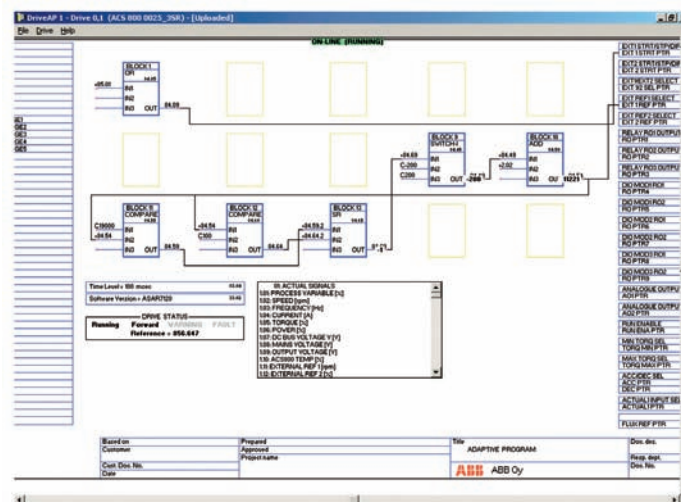 DriveAP 1 - Drive 0,1 (ACS 800 0025_3SR) - [Uploaded]
File Drive Help
ON-LINE (RUNNING)
BLOCK 1
OR
IN1
IN2
IN3 OUT
BLOCK 9
SWITCH-I
IN1
IN2
IN3 OUT
C-200
C200
-200
BLOCK 10
ADD
IN1
IN2
IN3 OUT
11221
BLOCK 11
COMPARE
IN1
IN2
IN3 OUT
BLOCK 12
COMPARE
C100
IN1
IN2
IN3 OUT
BLOCK 13
SR
IN1
IN2
IN3 OUT
Time Level= 100 msec
Software Version = ASAR7120
DRIVE STATUS
Running Forward WARNING FAULT
Reference = 856.647
01: ACTUAL SIGNALS
1.01: PROCESS VARIABLE [%]
1.02: SPEED [rpm]
1.03: FREQUENCY [Hz]
1.04: CURRENT [A]
1.05: TORQUE [%]
1.06: POWER [%]
1.07: DC BUS VOLTAGE V [V]
1.08: MAINS VOLTAGE [V]
1.09: OUTPUT VOLTAGE [V]
1.10: ACS800 TEMP [%]
1.11: EXTERNAL REF 1 [rpm]
1.12: EXTERNAL REF 2 [%]
EXT1 STRT/STP/DIF
EXT 1 STRT PTR
EXT2 STRT/STP/DIF
EXT 2 STRT PTR
EXT1/EXT2 SELECT
EXT 1/2 SEL PTR
EXT REF1 SELECT
EXT 1 REF PTR
EXT REF2 SELECT
EXT 2 REF PTR
RELAY RO1 OUTPUT
RO PTR1
RELAY RO2 OUTPUT
RO PTR2
RELAY RO3 OUTPUT
RO PTR3
DIO MOD1 RO1
RO PTR4
DIO MOD1 RO2
RO PTR5
DIO MOD2 RO1
RO PTR6
DIO MOD2 RO2
RO PTR7
DIO MOD3 RO1
RO PTR8
DIO MOD3 RO2
RO PTR9
ANALOGUE OUTPU
AO1 PTR
ANALOGUE OUTPU
AO2 PTR
RUN ENABLE
RUN ENA PTR
MIN TORQ SEL
TORQ MIN PTR
MAX TORQ SEL
TORQ MAX PTR
ACC/DEC SEL
ACC PTR
DEC PTR
ACTUAL1 INPUT SEL
ACTUAL1 PTR
FLUX REF PTR
Based on
Customer
Cust. Doc. No.
Date
Prepared
Approved
Project name
Title
ADAPTIVE PROGRAM
ABB ABB Oy
Doc. des.
Resp. dept.
Doc. No.